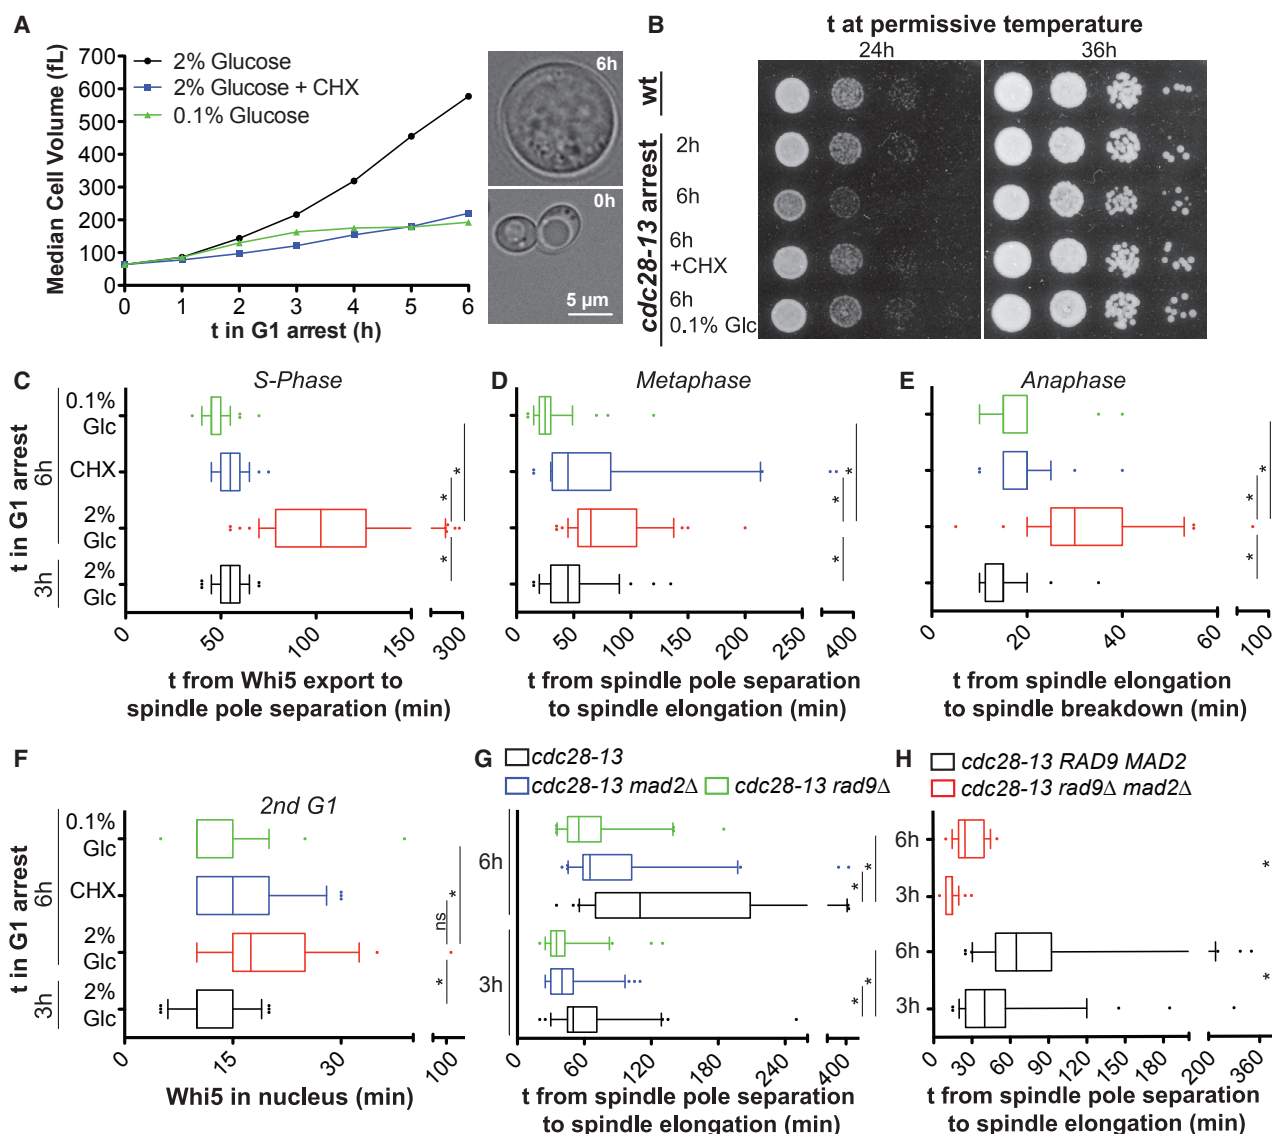 A
Median Cell Volume (fL)
700
600
500
400
300
200
100
0
2% Glucose
2% Glucose + CHX
0.1% Glucose
0 1 2 3 4 5 6
t in G1 arrest (h)
6h
0h
5 µm
B
t at permissive temperature
24h 36h
wt
cdc28-13 arrest
2h
6h
6h
+CHX
6h
0.1% Glc
C
S-Phase
t in G1 arrest
6h
3h
0.1%
Glc
CHX
2%
Glc
2%
Glc
* * *
0 50 100 150 300
t from Whi5 export to
spindle pole separation (min)
D
Metaphase
* * *
0 50 100 150 200 250 400
t from spindle pole separation
to spindle elongation (min)
E
Anaphase
* * *
0 20 40 60 100
t from spindle elongation
to spindle breakdown (min)
F
2nd G1
t in G1 arrest
6h
3h
0.1%
Glc
CHX
2%
Glc
2%
Glc
* ns *
0 15 30 100
Whi5 in nucleus (min)
G
cdc28-13
cdc28-13 mad2Δ cdc28-13 rad9Δ
6h
3h
* * * *
0 60 120 180 240 400
t from spindle pole separation
to spindle elongation (min)
H
cdc28-13 RAD9 MAD2
cdc28-13 rad9Δ mad2Δ
6h
3h
6h
3h
* *
0 30 60 90 120 150 180 200 360
t from spindle pole separation
to spindle elongation (min)